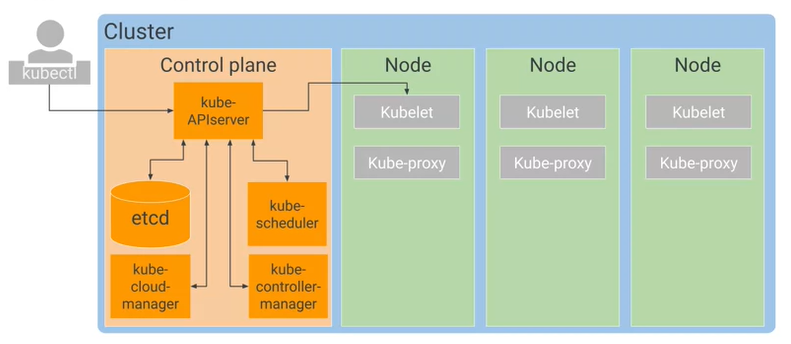 Cluster
kubectl
Control plane
kube-
APIserver
etcd
kube-
scheduler
kube-
cloud-
manager
kube-
controller-
manager
Node
Kubelet
Kube-proxy
Node
Kubelet
Kube-proxy
Node
Kubelet
Kube-proxy